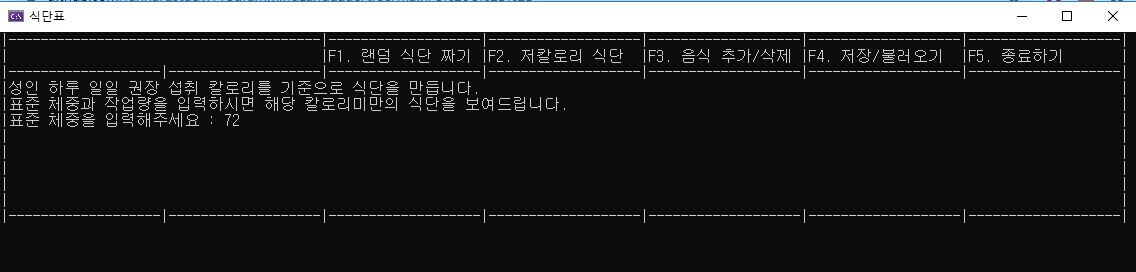 식단표
F1. 랜덤 식단 짜기 F2. 저칼로리 식단 F3. 음식 추가/삭제 F4. 저장/불러오기 F5. 종료하기
성인 하루 일일 권장 섭취 칼로리를 기준으로 식단을 만듭니다.
표준 체중과 작업량을 입력하시면 해당 칼로리미만의 식단을 보여드립니다.
표준 체중을 입력해주세요 : 72